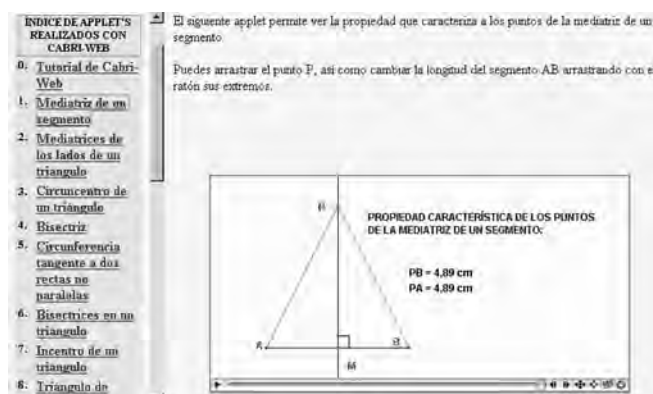 ÍNDICE DE APPLET'S
REALIZADOS CON
CABRI-WEB
0. Tutorial de Cabri-
Web
1. Mediatriz de un
segmento
2. Mediatrices de
los lados de un
triangulo
3. Circuncentro de
un triángulo
4. Bisectriz
5. Circunferencia
tangente a dos
rectas no
paralelas
6. Bisectrices en un
triangulo
7. Incentro de un
triángulo
8. Triangulo de
El siguiente applet permite ver la propiedad que caracteriza a los puntos de la mediatriz de un
segmento
Puedes arrastrar el punto P, así como cambiar la longitud del segmento AB arrastrando con e
ratón sus extremos.
PROPIEDAD CARACTERÍSTICA DE LOS PUNTOS
DE LA MEDIATRIZ DE UN SEGMENTO:
PB = 4,89 cm
PA = 4,89 cm
A
B
M